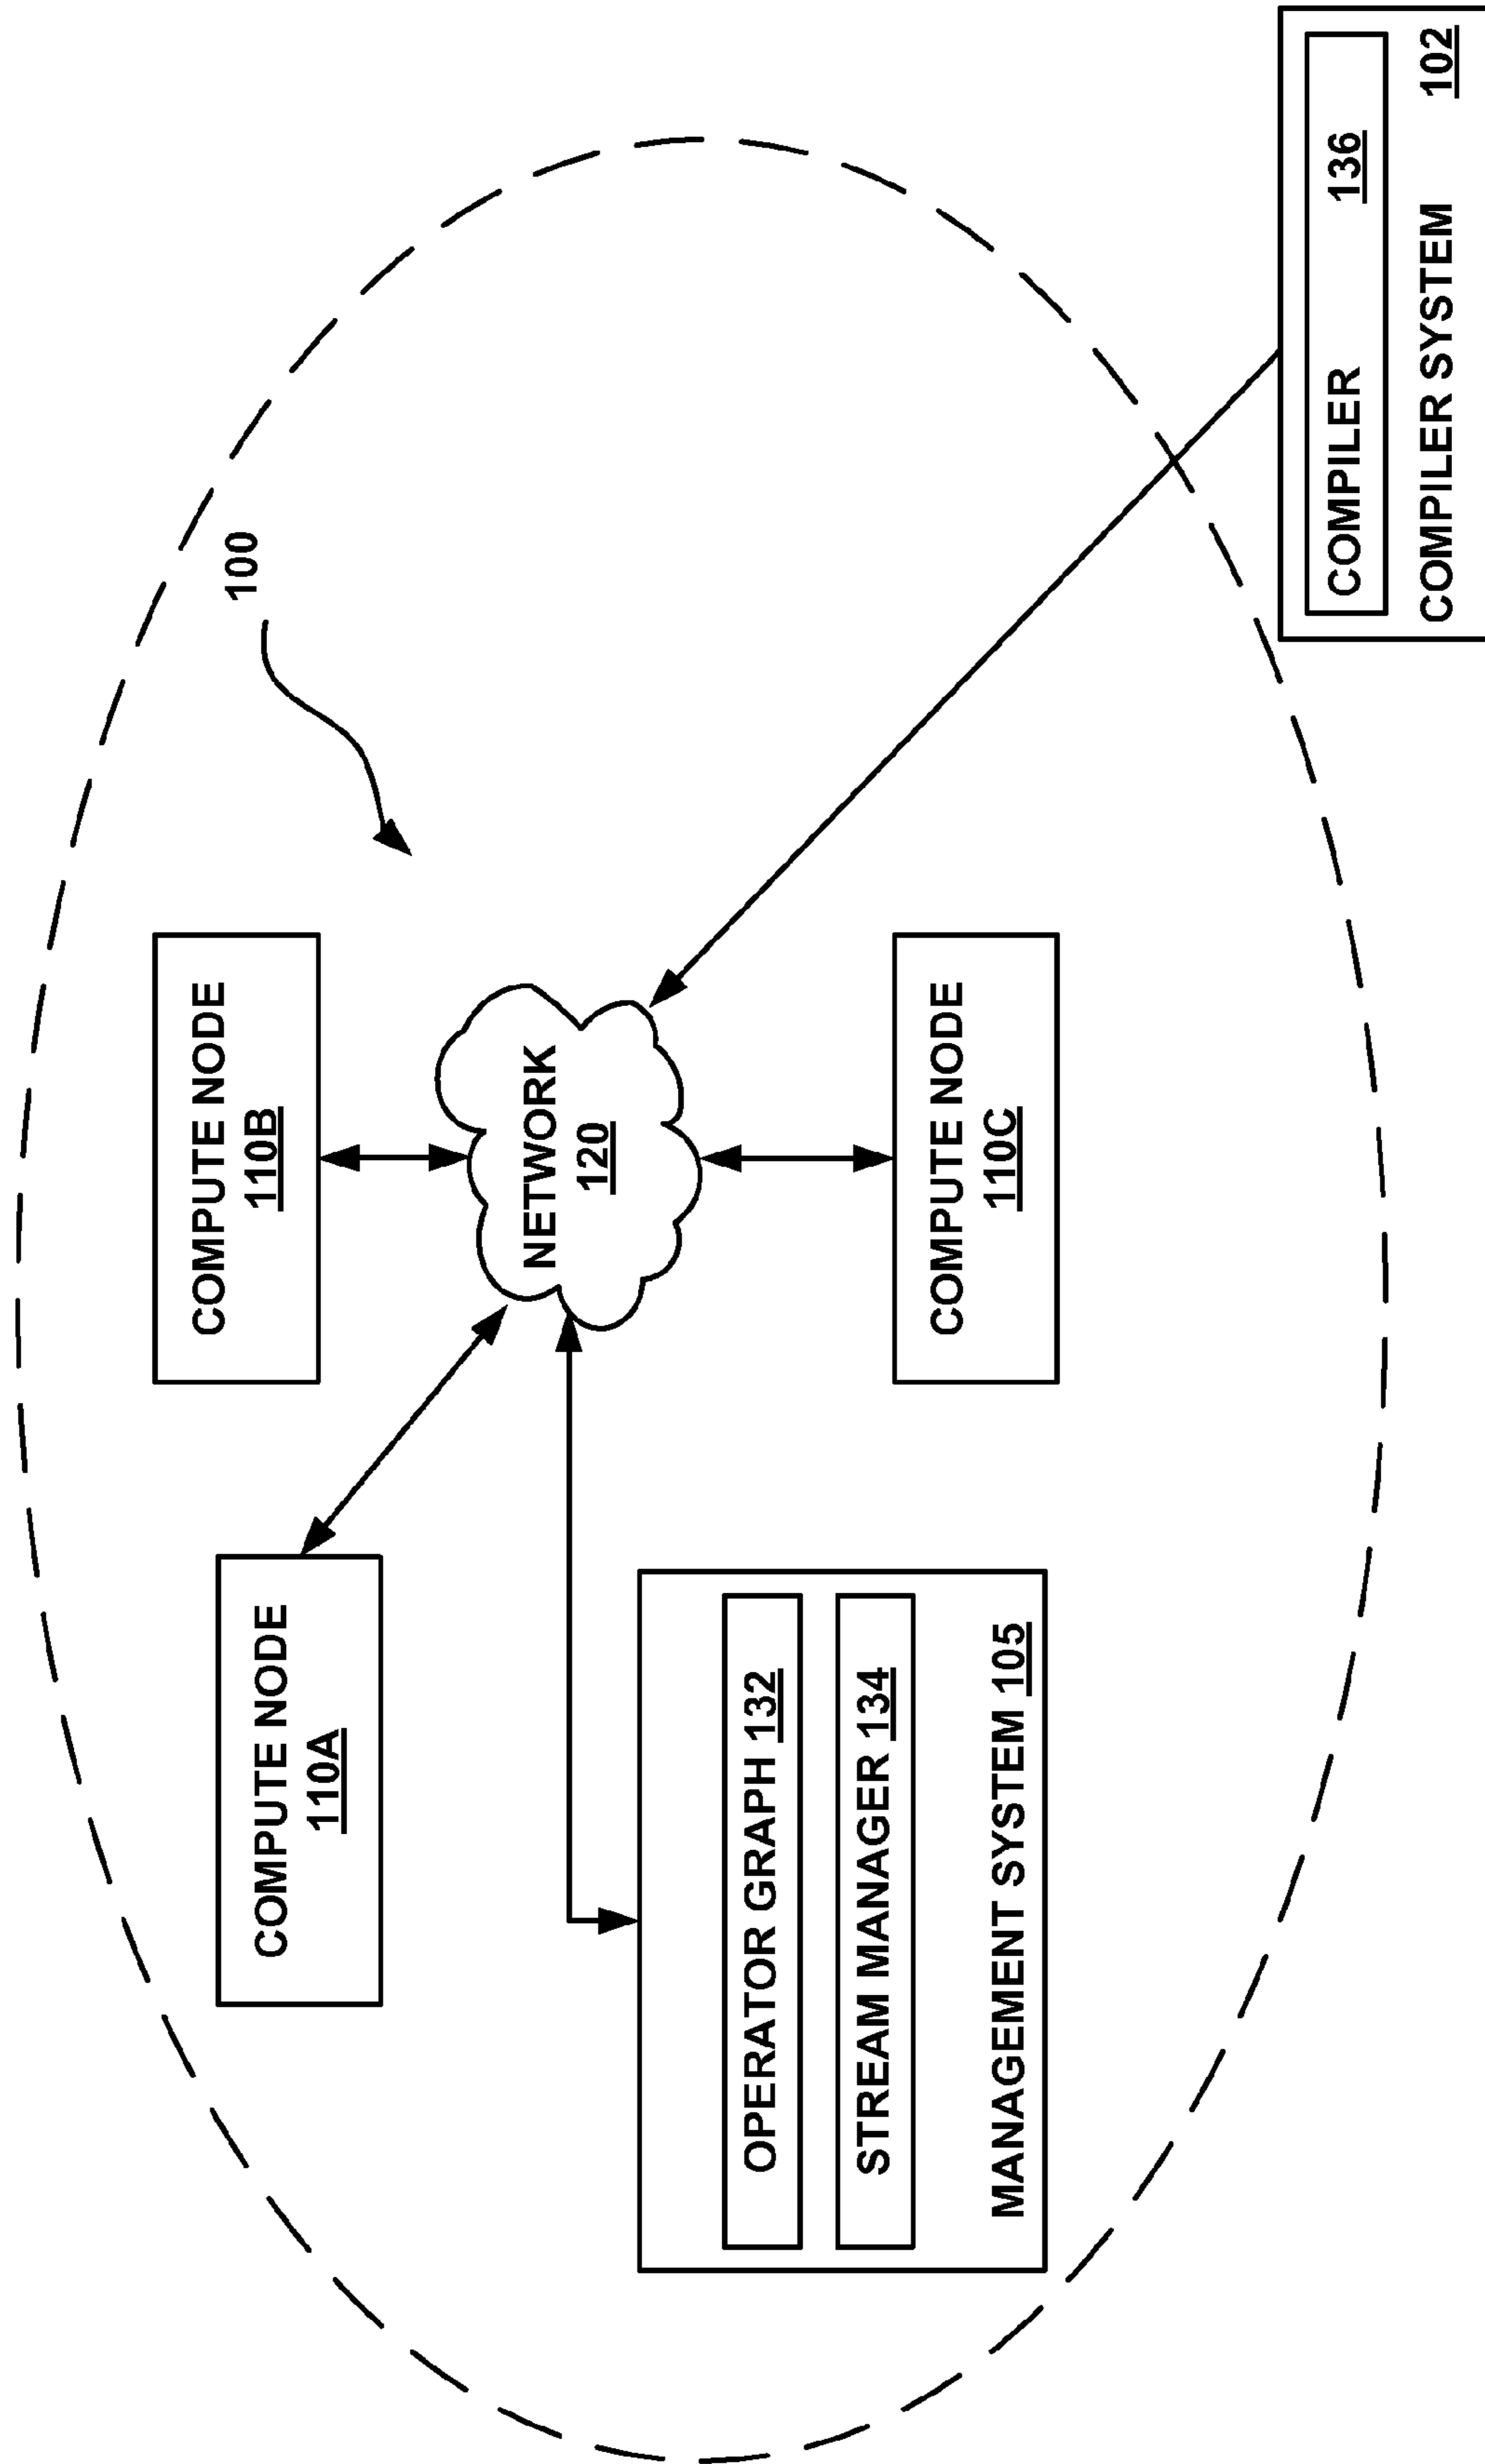 100
COMPUTE NODE
110A
COMPUTE NODE
110B
NETWORK
120
OPERATOR GRAPH 132
STREAM MANAGER 134
MANAGEMENT SYSTEM 105
COMPUTE NODE
110C
COMPILER 136
COMPILER SYSTEM 102